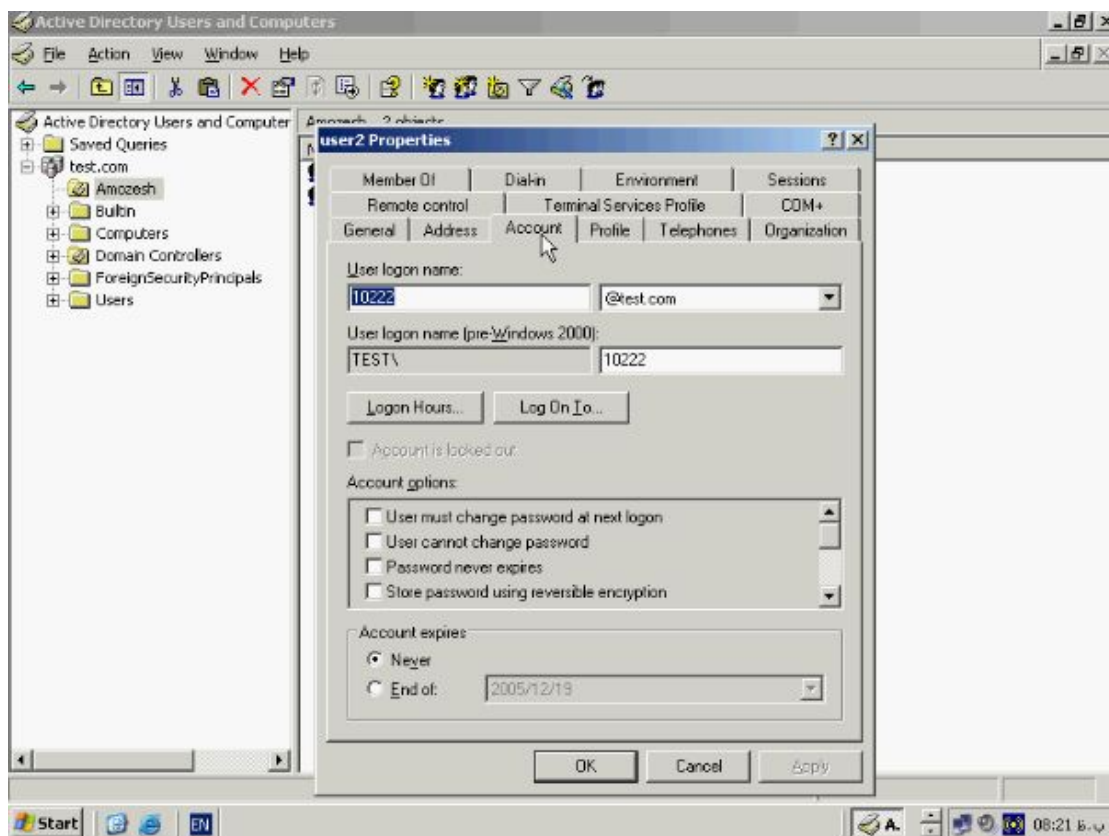 Active Directory Users and Computers
File Action View Window Help
Active Directory Users and Computer
Saved Queries
test.com
Amozesh
Builtin
Computers
Domain Controllers
ForeignSecurityPrincipals
Users
Amozesh 2 objects
user2 Properties
Member Of Dial-in Environment Sessions
Remote control Terminal Services Profile COM+
General Address Account Profile Telephones Organization
User logon name:
10222 @test.com
User logon name (pre-Windows 2000):
TEST\ 10222
Logon Hours... Log On To...
Account is locked out
Account options:
User must change password at next logon
User cannot change password
Password never expires
Store password using reversible encryption
Account expires
Never
End of: 2005/12/19
OK Cancel Apply
Start EN A. 08:21 ب.ظ